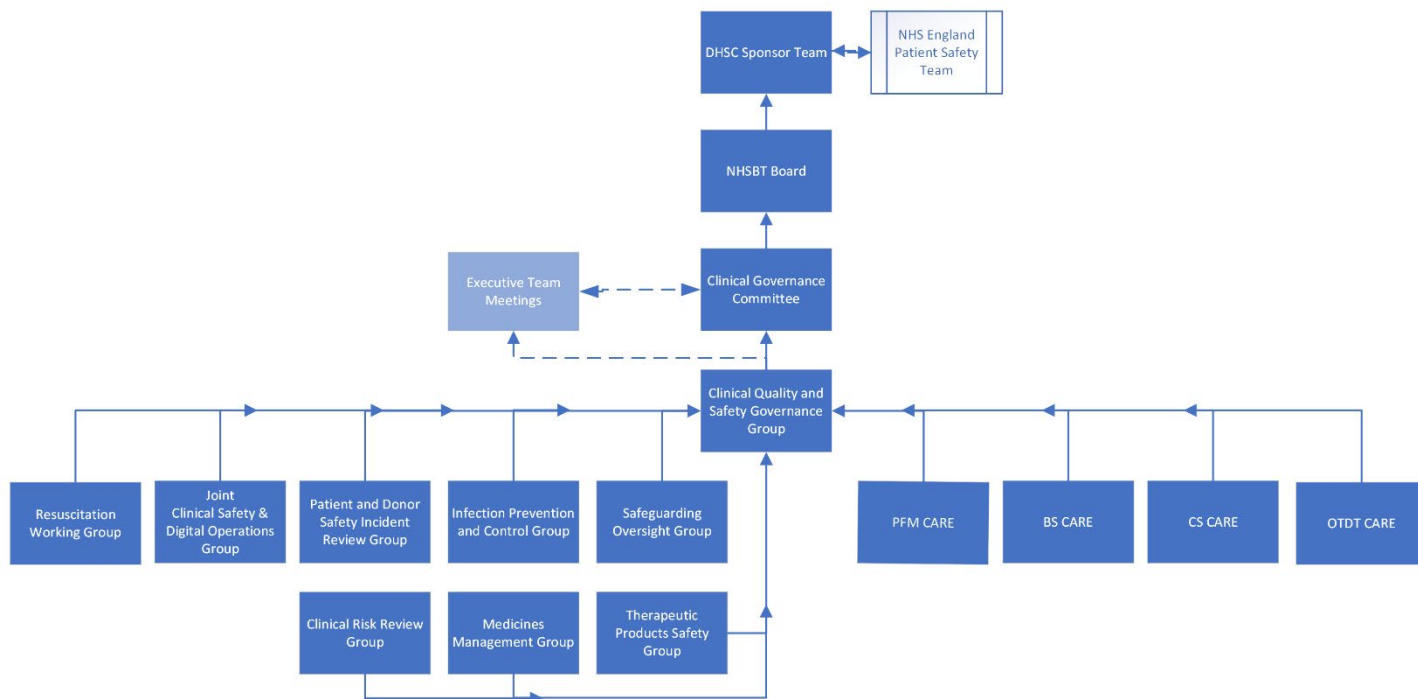 DHSC Sponsor Team
NHS England
Patient Safety
Team
NHSBT Board
Executive Team
Meetings
Clinical Governance
Committee
Clinical Quality and
Safety Governance
Group
Resuscitation
Working Group
Joint
Clinical Safety &
Digital Operations
Group
Patient and Donor
Safety Incident
Review Group
Infection Prevention
and Control Group
Safeguarding
Oversight Group
PFM CARE
BS CARE
CS CARE
OTDT CARE
Clinical Risk Review
Group
Medicines
Management Group
Therapeutic
Products Safety
Group